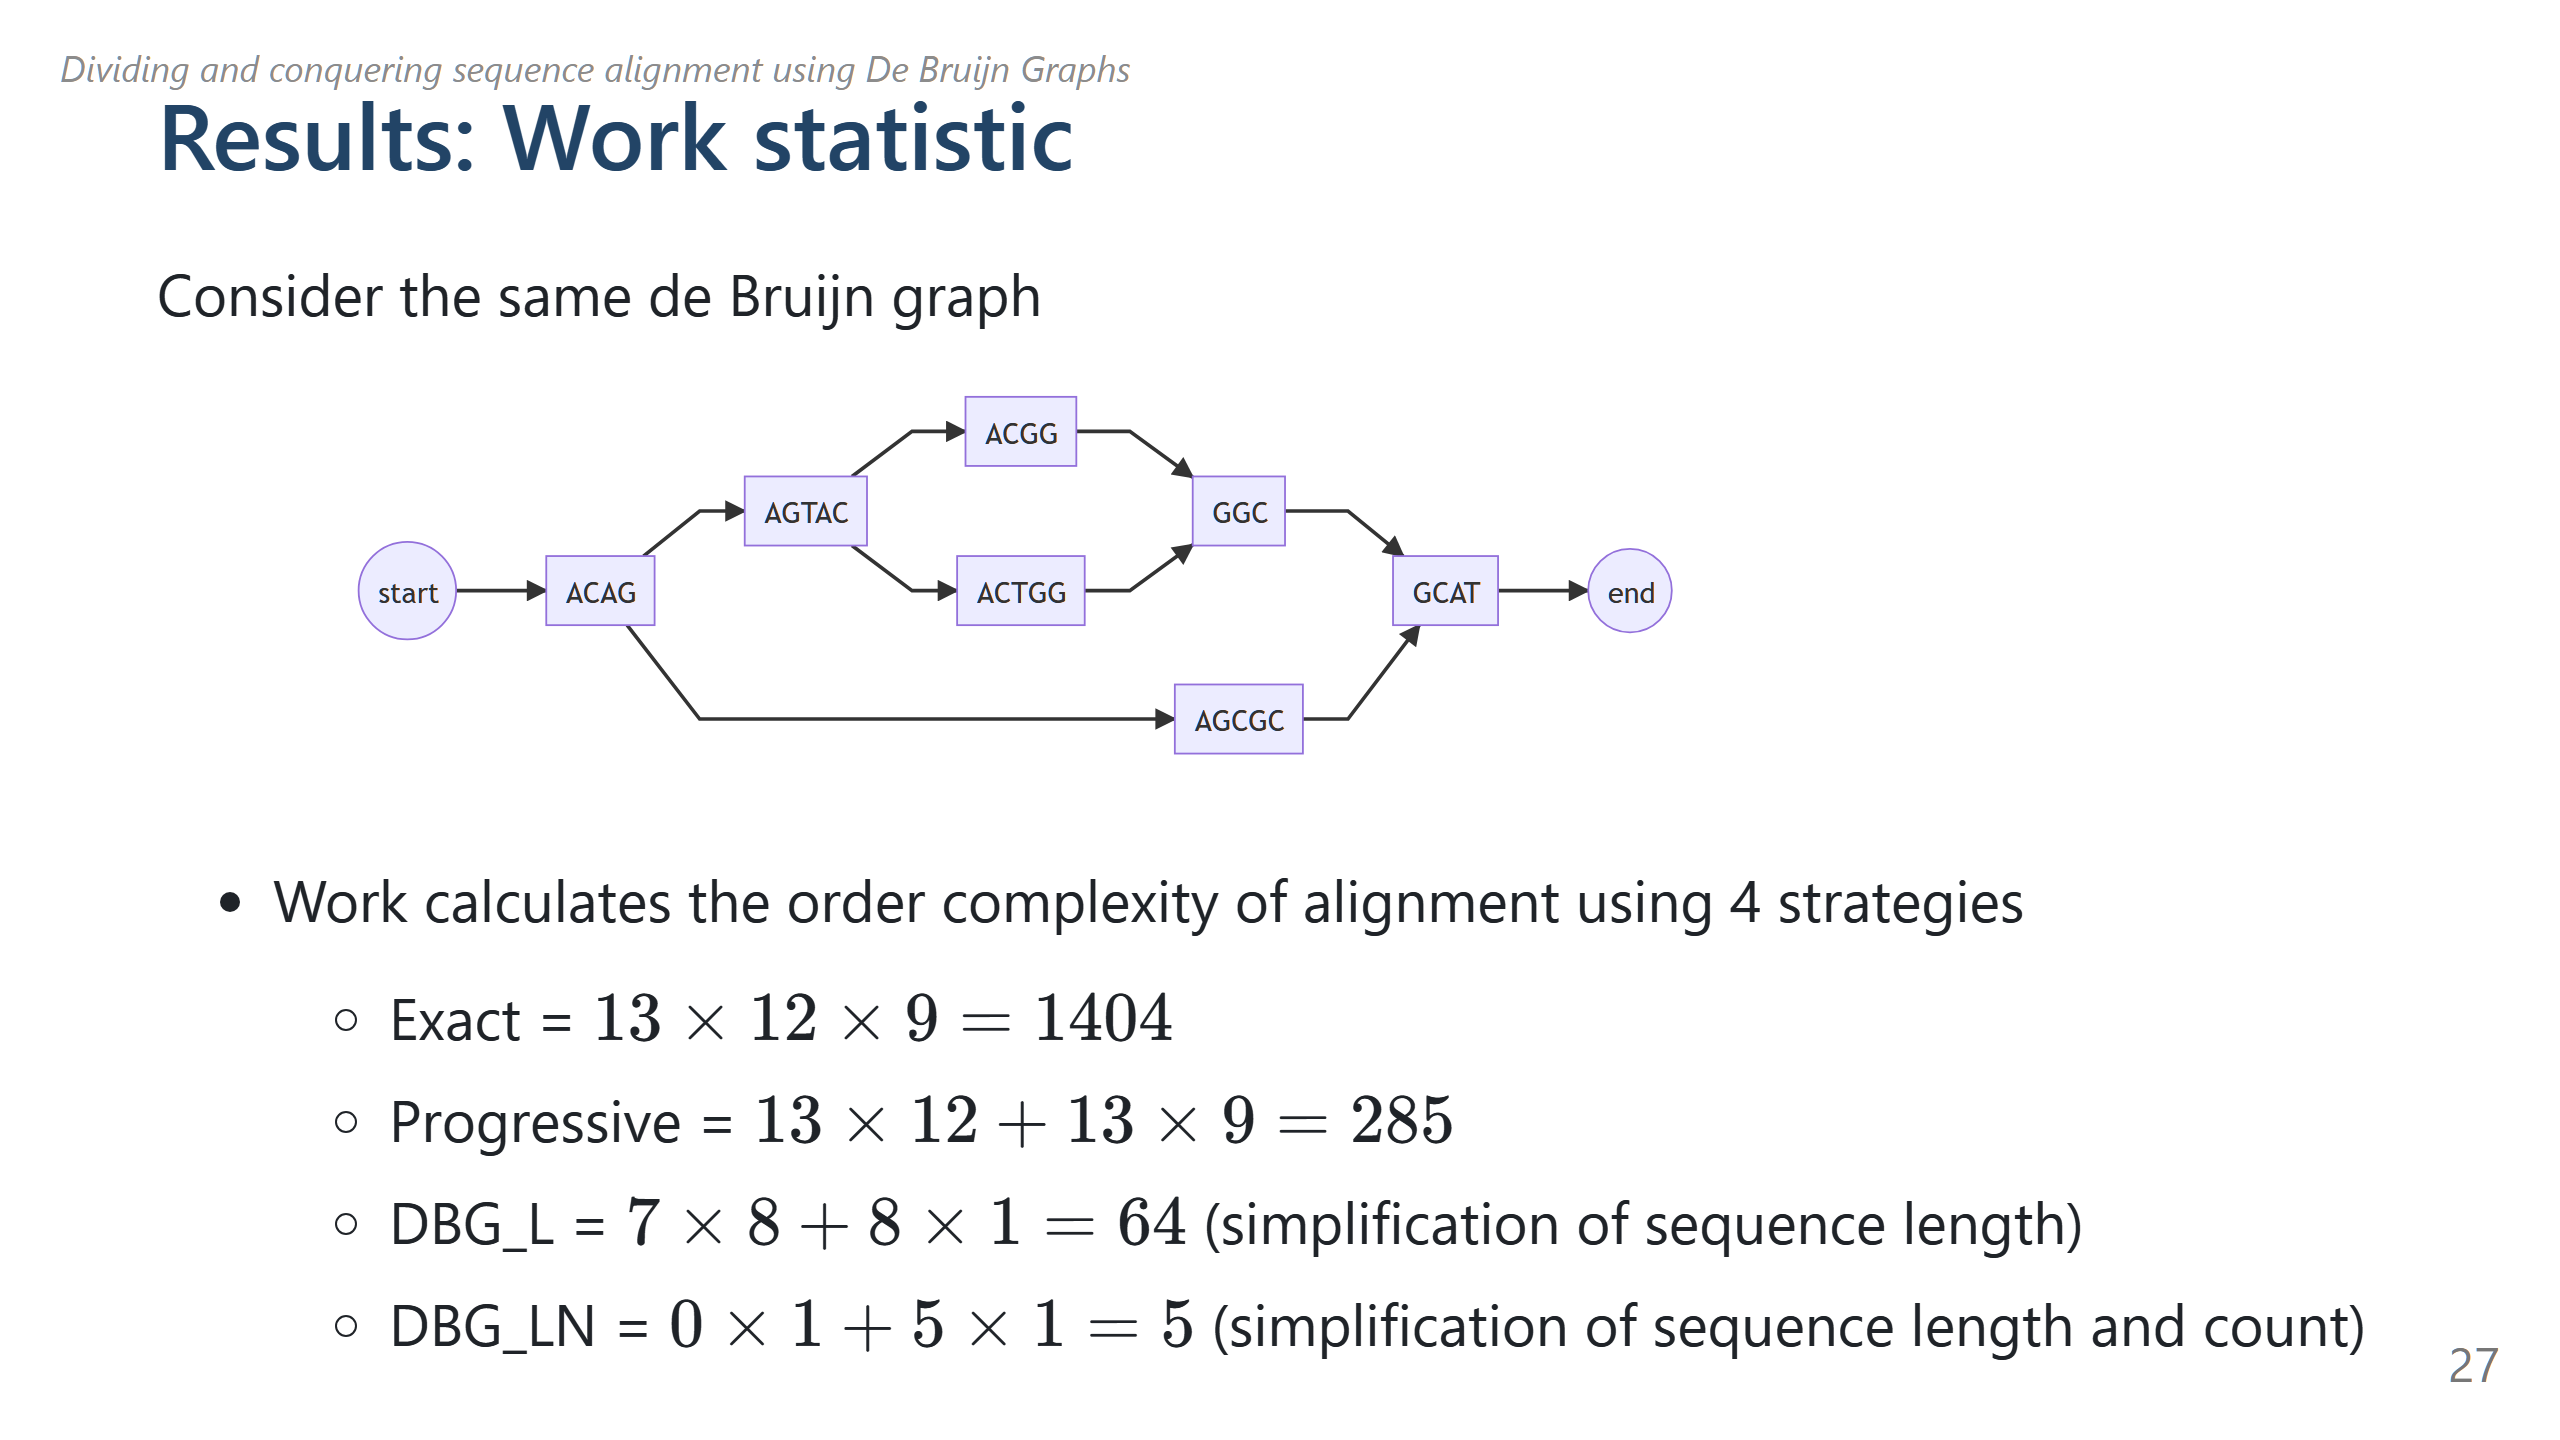 Dividing and conquering sequence alignment using De Bruijn Graphs
Results: Work statistic
Consider the same de Bruijn graph
ACGG
AGTAC
GGC
start
ACAG
ACTGG
GCAT
end
AGCGC
• Work calculates the order complexity of alignment using 4 strategies
○ Exact = 13 × 12 × 9 = 1404
○ Progressive = 13 × 12 + 13 × 9 = 285
○ DBG_L = 7 × 8 + 8 × 1 = 64 (simplification of sequence length)
○ DBG_LN = 0 × 1 + 5 × 1 = 5 (simplification of sequence length and count)
27